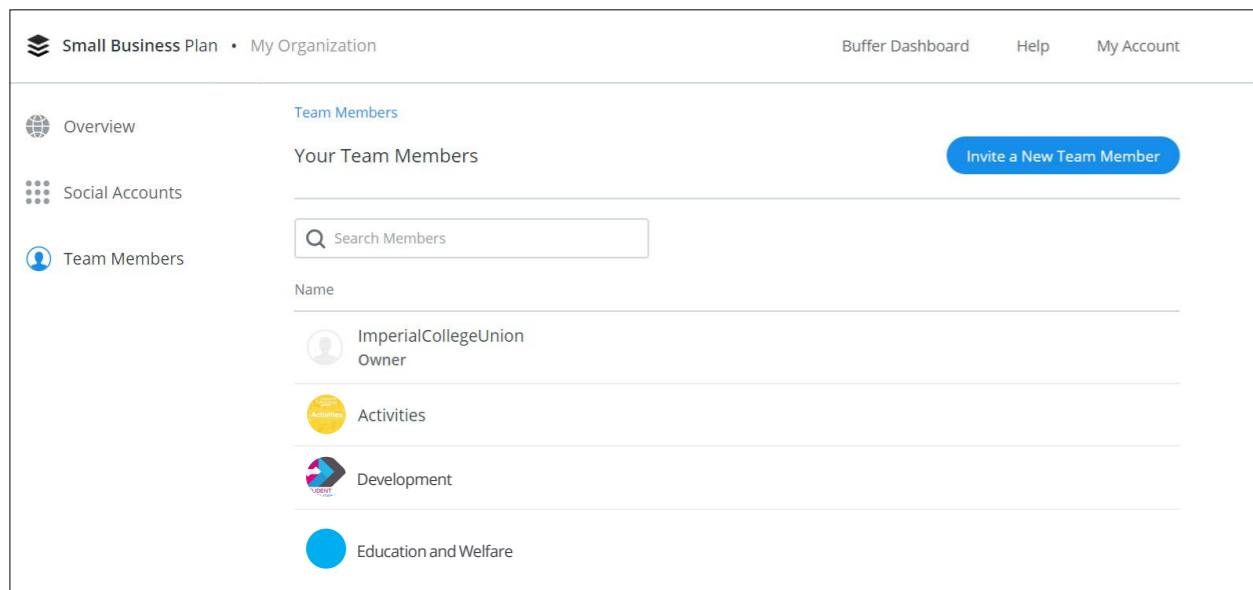 Small Business Plan • My Organization
Buffer Dashboard Help My Account
Overview
Social Accounts
Team Members
Team Members
Your Team Members
Invite a New Team Member
Search Members
Name
ImperialCollegeUnion
Owner
Activities
Activities
Development
Education and Welfare